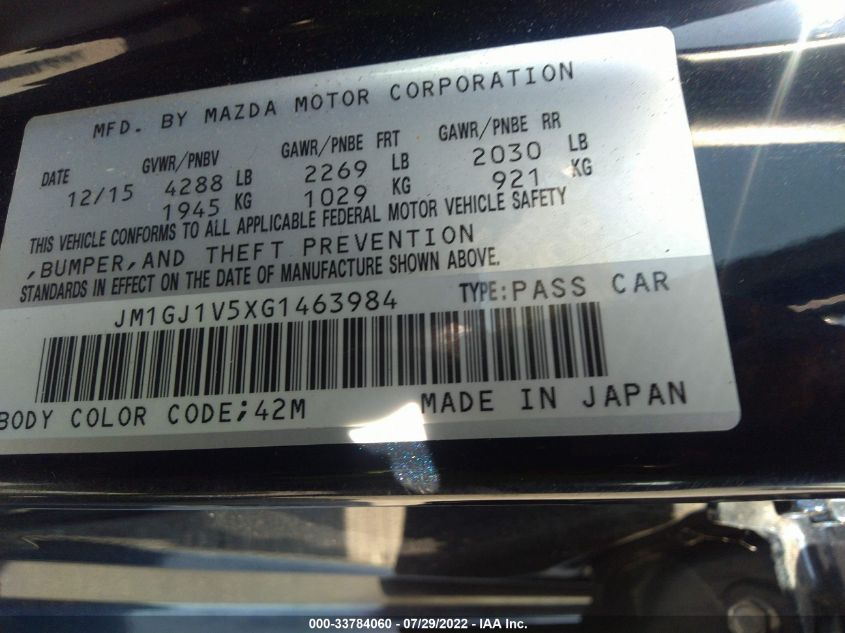 MFD. BY MAZDA MOTOR CORPORATION
DATE GVWR/PNBV GAWR/PNBE FRT GAWR/PNBE RR
12/15 4288 LB 2269 LB 2030 LB
1945 KG 1029 KG 921 KG
THIS VEHICLE CONFORMS TO ALL APPLICABLE FEDERAL MOTOR VEHICLE SAFETY
,BUMPER,AND THEFT PREVENTION
STANDARDS IN EFFECT ON THE DATE OF MANUFACTURE SHOWN ABOVE.
JM1GJ1V5XG1463984 TYPE:PASS CAR
BODY COLOR CODE;42M MADE IN JAPAN
000-33784060 - 07/29/2022 - IAA Inc.